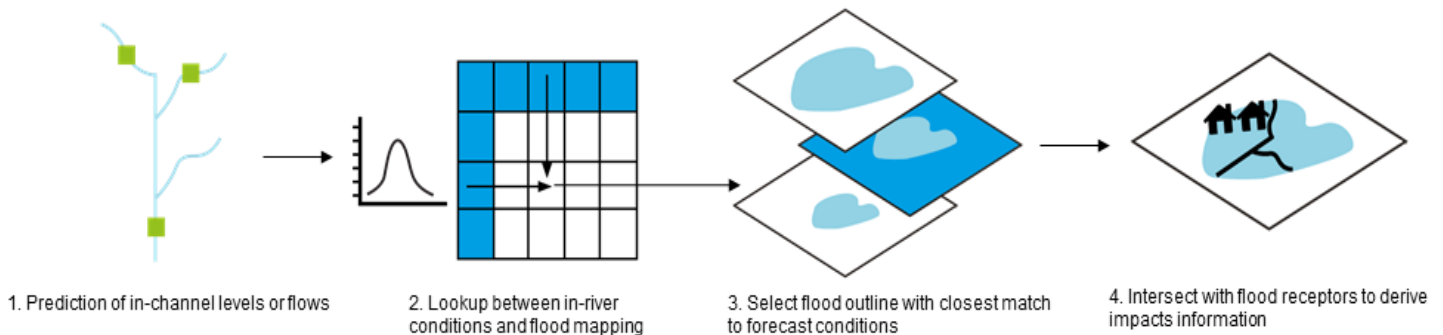 1. Prediction of in-channel levels or flows
2. Lookup between in-river
conditions and flood mapping
3. Select flood outline with closest match
to forecast conditions
4. Intersect with flood receptors to derive
impacts information